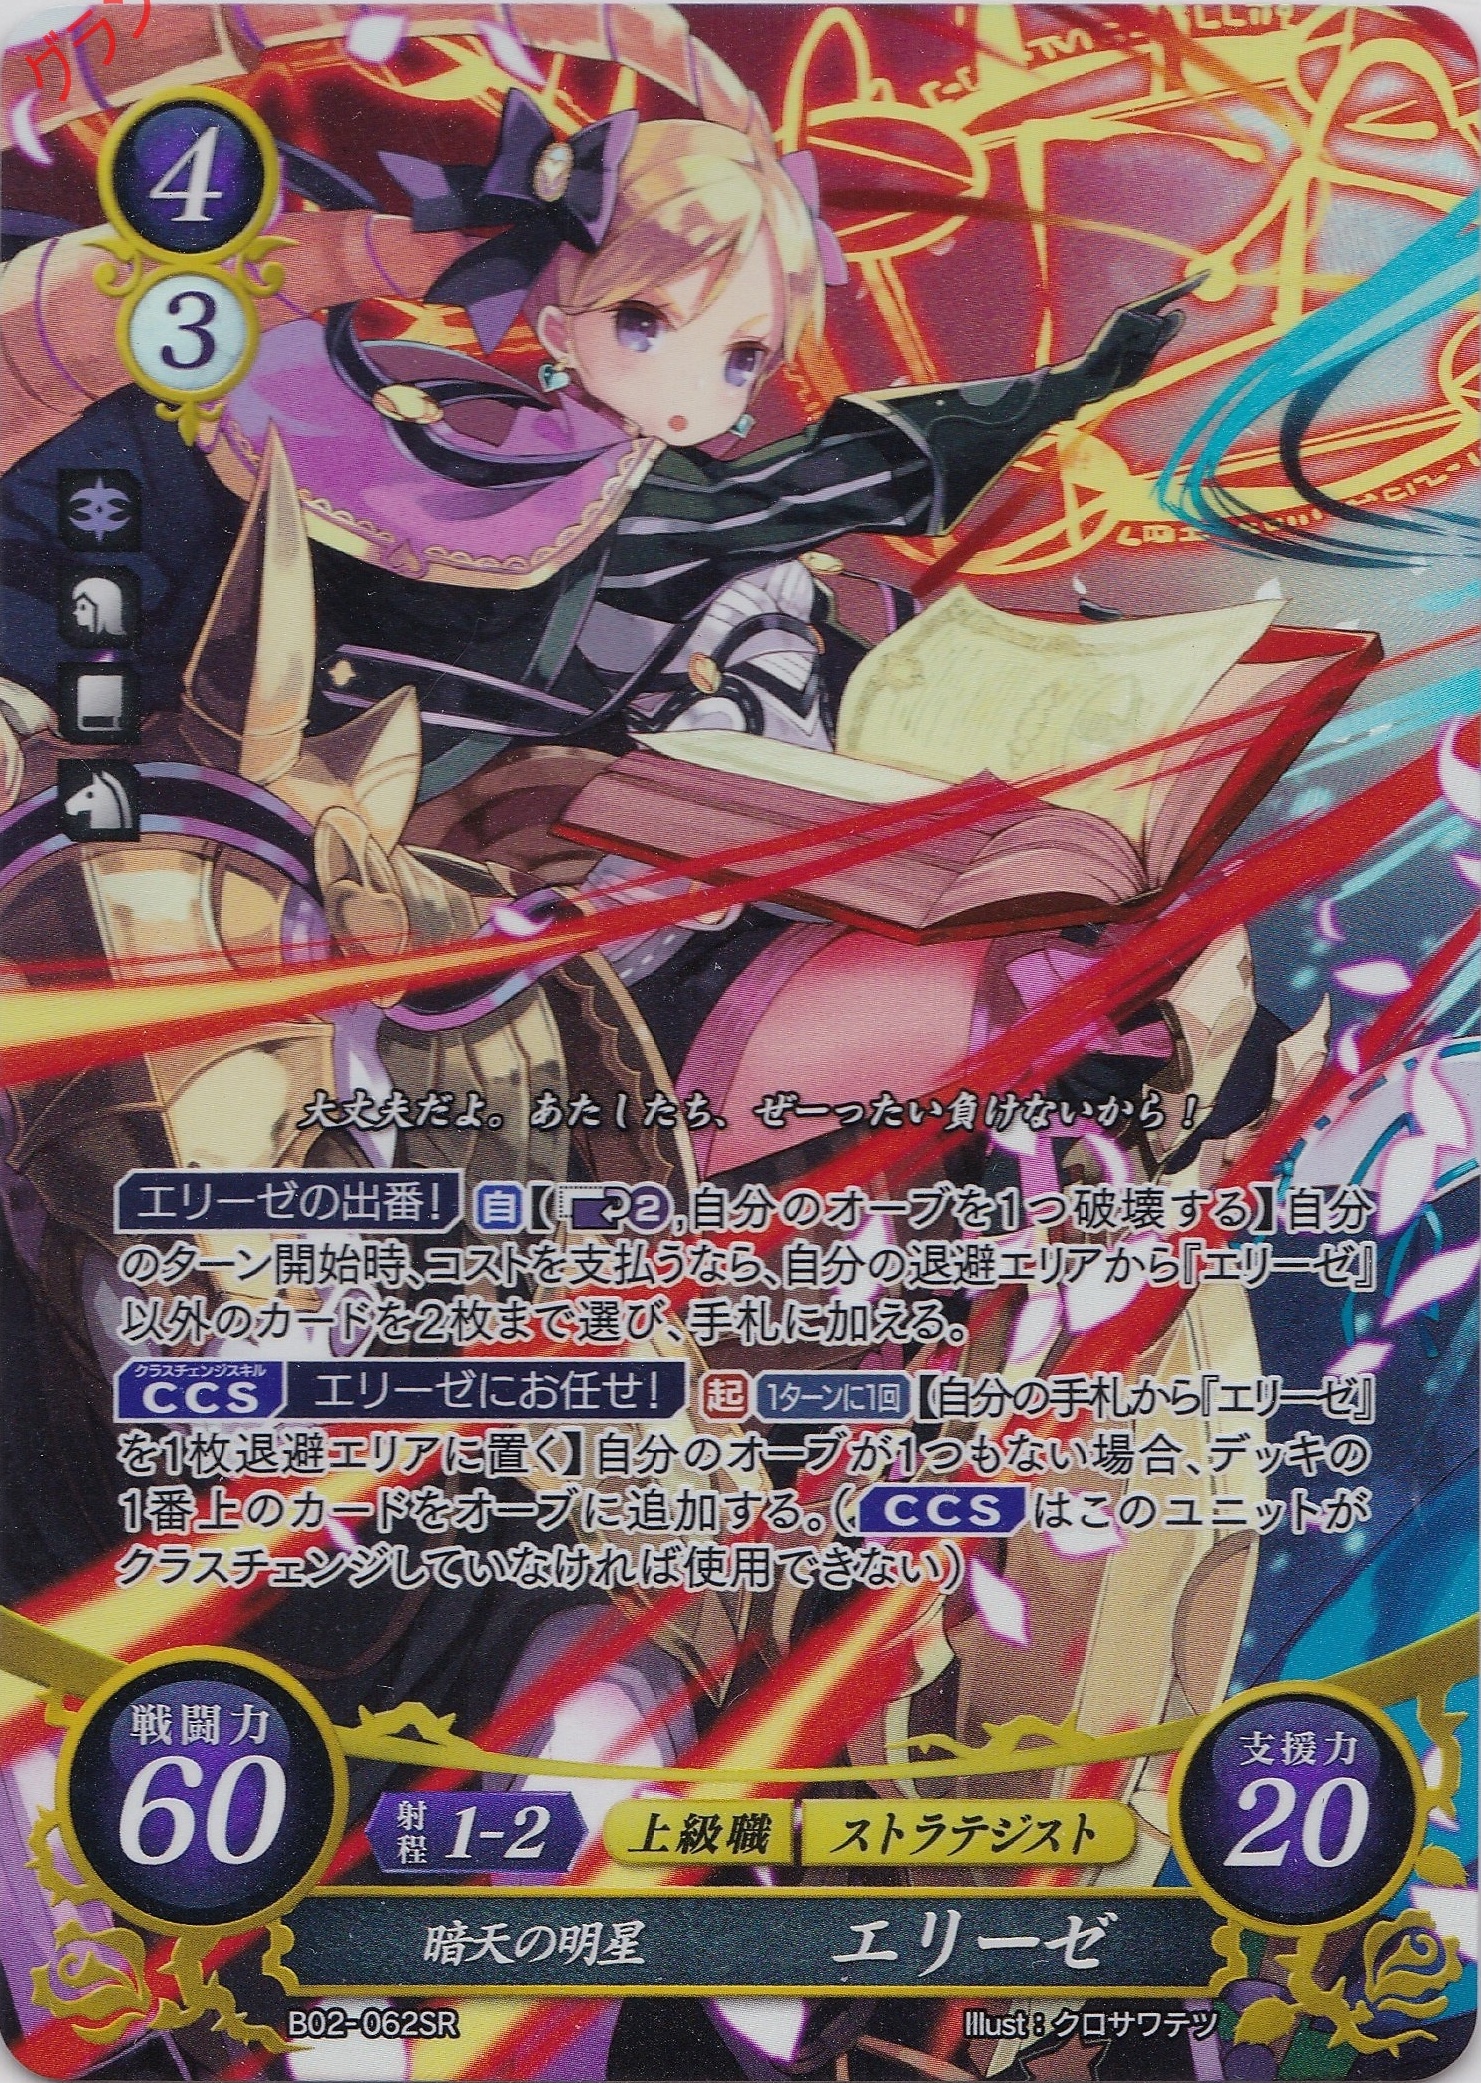 グラン
4
3
大丈夫だよ。あたしたち、ぜーったい負けないから！
エリーゼの出番！ 自【2,自分のオーブを1つ破壊する】自分
のターン開始時、コストを支払うなら、自分の退避エリアから『エリーゼ』
以外のカードを2枚まで選び、手札に加える。
クラスチェンジスキル
CCS エリーゼにお任せ！ 起 1ターンに1回【自分の手札から『エリーゼ』
を1枚退避エリアに置く】自分のオーブが1つもない場合、デッキの
1番上のカードをオーブに追加する。（CCSはこのユニットが
クラスチェンジしていなければ使用できない）
戦闘力
60
射程 1-2
上級職 ストラテジスト
支援力
20
暗天の明星 エリーゼ
B02-062SR Illust：クロサワテツ